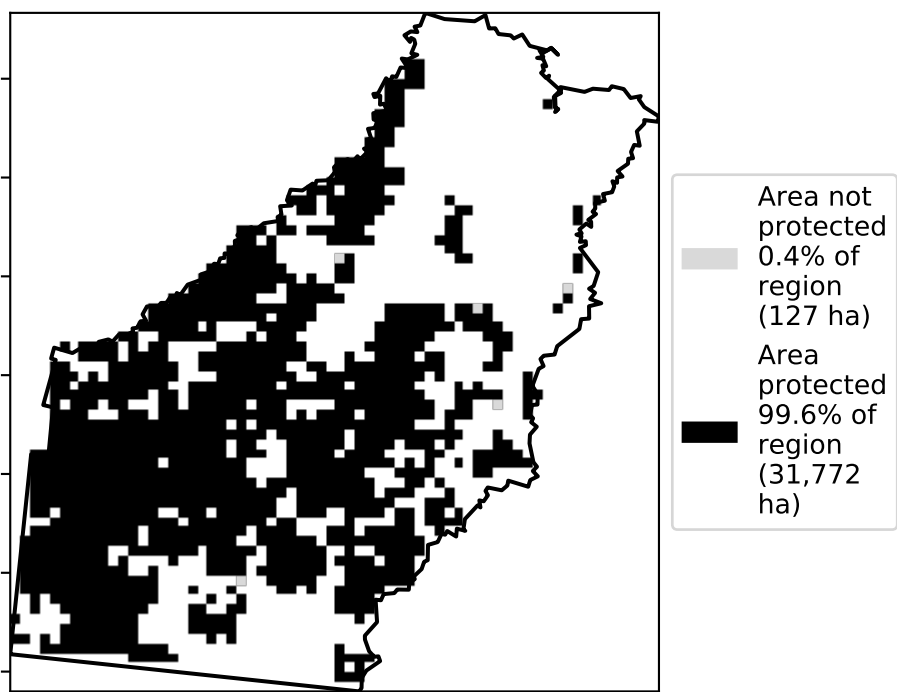 Area not
protected
0.4% of
region
(127 ha)
Area
protected
99.6% of
region
(31,772
ha)